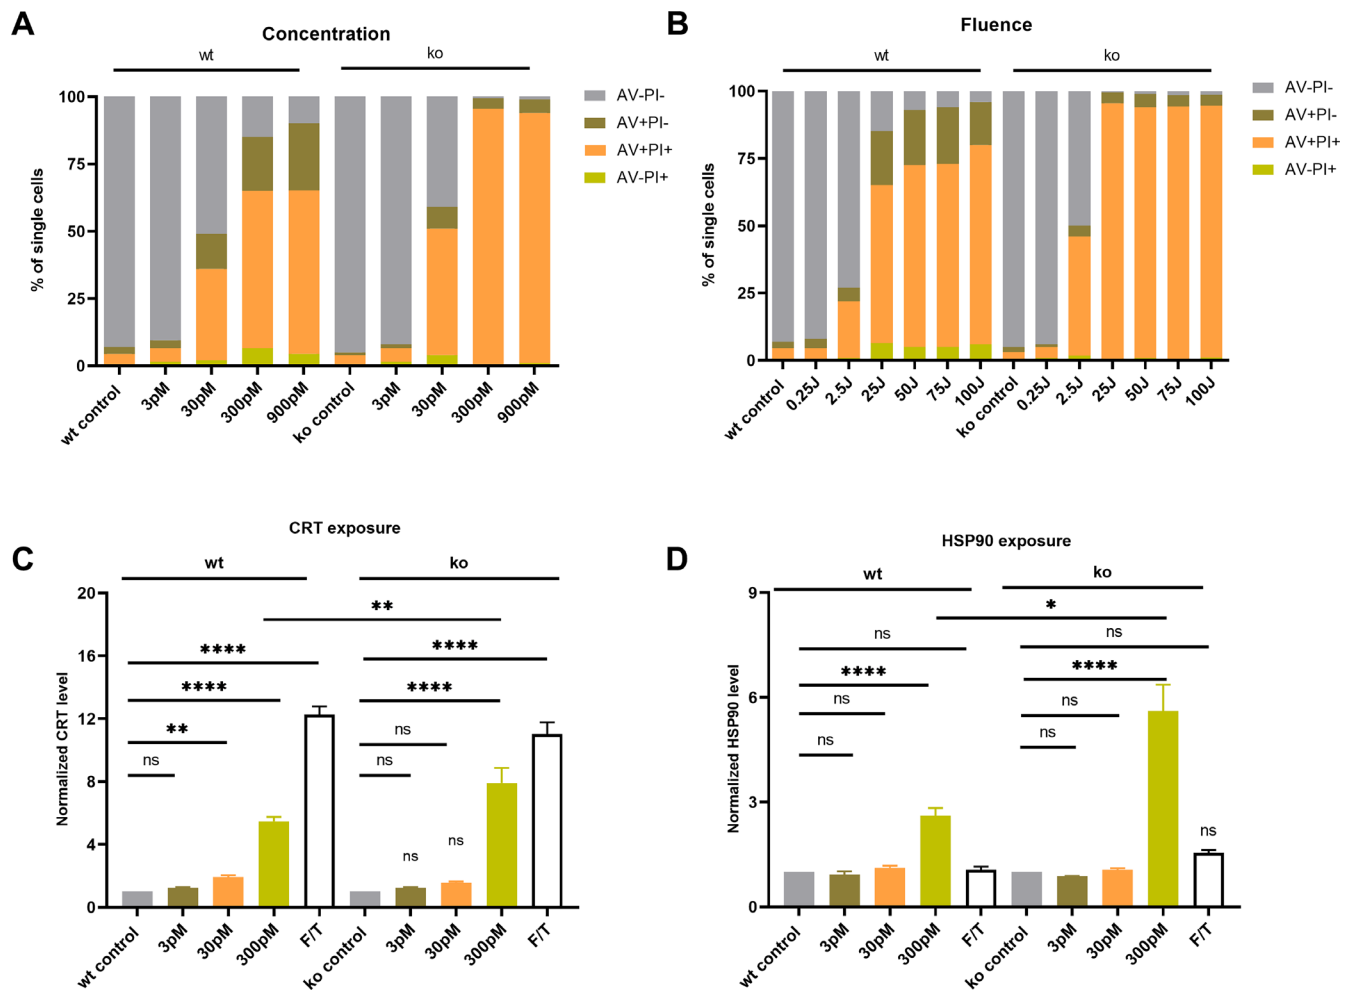 A
Concentration
wt
ko
AV-PI-
AV+PI-
AV+PI+
AV-PI+
% of single cells
100
75
50
25
0
wt control
3pM
30pM
300pM
900pM
ko control
3pM
30pM
300pM
900pM
B
Fluence
wt
ko
AV-PI-
AV+PI-
AV+PI+
AV-PI+
% of single cells
100
75
50
25
0
wt control
0.25J
2.5J
25J
50J
75J
100J
ko control
0.25J
2.5J
25J
50J
75J
100J
C
CRT exposure
wt
ko
**
****
****
****
****
**
ns
ns
ns
ns
ns
Normalized CRT level
20
16
12
8
4
0
wt control
3pM
30pM
300pM
F/T
ko control
3pM
30pM
300pM
F/T
D
HSP90 exposure
wt
ko
*
ns
ns
****
****
ns
ns
ns
ns
ns
Normalized HSP90 level
9
6
3
0
wt control
3pM
30pM
300pM
F/T
ko control
3pM
30pM
300pM
F/T